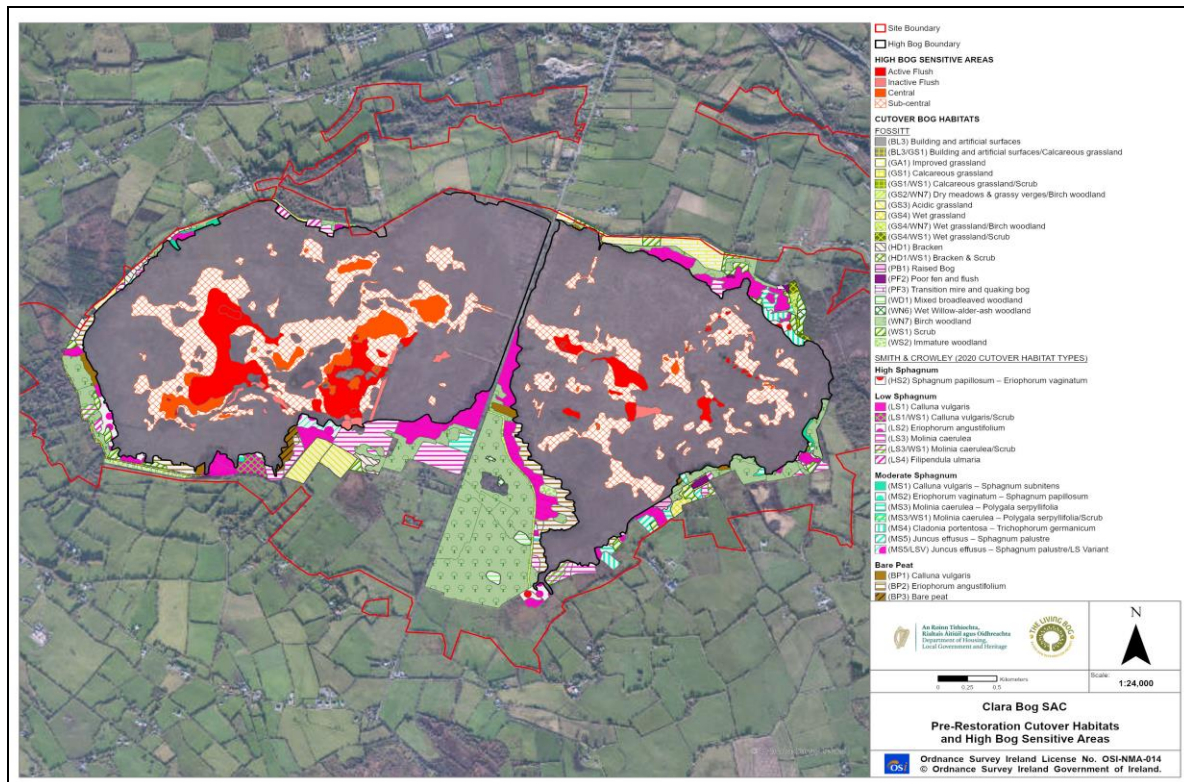 Site Boundary
High Bog Boundary
HIGH BOG SENSITIVE AREAS
Active Flush
Inactive Flush
Central
Sub-central
CUTOVER BOG HABITATS
FOSSITT
(BL3) Building and artificial surfaces
(BL3/GS1) Building and artificial surfaces/Calcareous grassland
(GA1) Improved grassland
(GS1) Calcareous grassland
(GS1/WS1) Calcareous grassland/Scrub
(GS2/WN7) Dry meadows & grassy verges/Birch woodland
(GS3) Acidic grassland
(GS4) Wet grassland
(GS4/WN7) Wet grassland/Birch woodland
(GS4/WS1) Wet grassland/Scrub
(HD1) Bracken
(HD1/WS1) Bracken & Scrub
(PB1) Raised Bog
(PF2) Poor fen and flush
(PF3) Transition mire and quaking bog
(WD1) Mixed broadleaved woodland
(WN6) Wet Willow-alder-ash woodland
(WN7) Birch woodland
(WS1) Scrub
(WS2) Immature woodland
SMITH & CROWLEY (2020 CUTOVER HABITAT TYPES)
High Sphagnum
(HS2) Sphagnum papillosum – Eriophorum vaginatum
Low Sphagnum
(LS1) Calluna vulgaris
(LS1/WS1) Calluna vulgaris/Scrub
(LS2) Eriophorum angustifolium
(LS3) Molinia caerulea
(LS3/WS1) Molinia caerulea/Scrub
(LS4) Filipendula ulmaria
Moderate Sphagnum
(MS1) Calluna vulgaris – Sphagnum subnitens
(MS2) Eriophorum vaginatum – Sphagnum papillosum
(MS3) Molinia caerulea – Polygala serpyllifolia
(MS3/WS1) Molinia caerulea – Polygala serpyllifolia/Scrub
(MS4) Cladonia portentosa – Trichophorum germanicum
(MS5) Juncus effusus – Sphagnum palustre
(MS5/LSV) Juncus effusus – Sphagnum palustre/LS Variant
Bare Peat
(BP1) Calluna vulgaris
(BP2) Eriophorum angustifolium
(BP3) Bare peat
An Roinn Tithíochta,
Rialtais Áitiúil agus Oidhreachta
Department of Housing,
Local Government and Heritage
THE LIVING BOG
N
Kilometers
0 0.25 0.5
Scale:
1:24,000
Clara Bog SAC
Pre-Restoration Cutover Habitats
and High Bog Sensitive Areas
OSi
Ordnance Survey Ireland License No. OSI-NMA-014
© Ordnance Survey Ireland Government of Ireland.